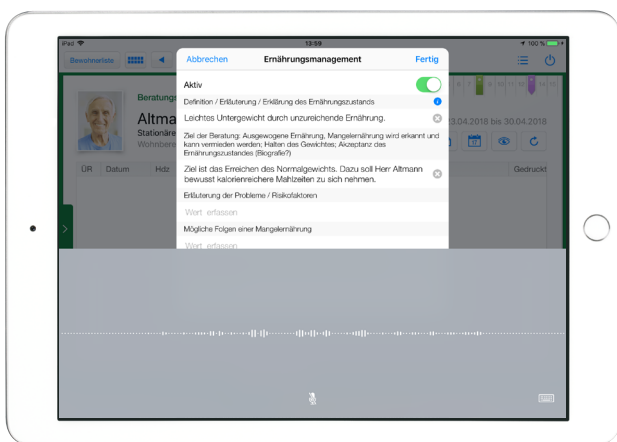 iPad 13:59 100 %
Bewohnerliste
Abbrechen Ernährungsmanagement Fertig
Aktiv
Definition / Erläuterung / Erklärung des Ernährungszustands
Leichtes Untergewicht durch unzureichende Ernährung.
Ziel der Beratung: Ausgewogene Ernährung, Mangelernährung wird erkannt und
kann vermieden werden; Halten des Gewichtes; Akzeptanz des
Ernährungszustandes (Biografie?)
Ziel ist das Erreichen des Normalgewichts. Dazu soll Herr Altmann
bewusst kalorienreichere Mahlzeiten zu sich nehmen.
Erläuterung der Probleme / Risikofaktoren
Wert erfassen
Mögliche Folgen einer Mangelernährung
Wert erfassen
Beratungs
Altma
Stationäre
Wohnbere
04.2018 bis 30.04.2018
ÜR Datum Hdz Gedruckt